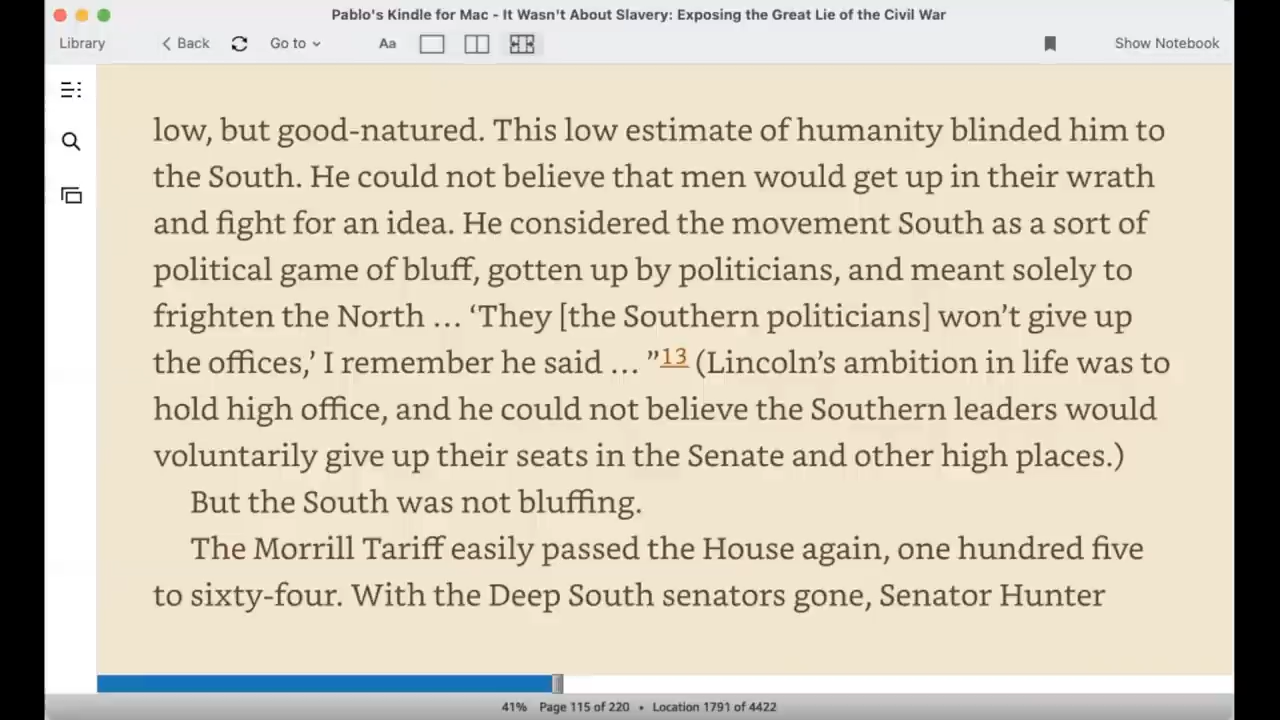 Pablo's Kindle for Mac - It Wasn't About Slavery: Exposing the Great Lie of the Civil War
Library Back Go to Aa Show Notebook
low, but good-natured. This low estimate of humanity blinded him to
the South. He could not believe that men would get up in their wrath
and fight for an idea. He considered the movement South as a sort of
political game of bluff, gotten up by politicians, and meant solely to
frighten the North … ‘They [the Southern politicians] won’t give up
the offices,’ I remember he said … ”13 (Lincoln’s ambition in life was to
hold high office, and he could not believe the Southern leaders would
voluntarily give up their seats in the Senate and other high places.)
But the South was not bluffing.
The Morrill Tariff easily passed the House again, one hundred five
to sixty-four. With the Deep South senators gone, Senator Hunter
41% Page 115 of 220 • Location 1791 of 4422